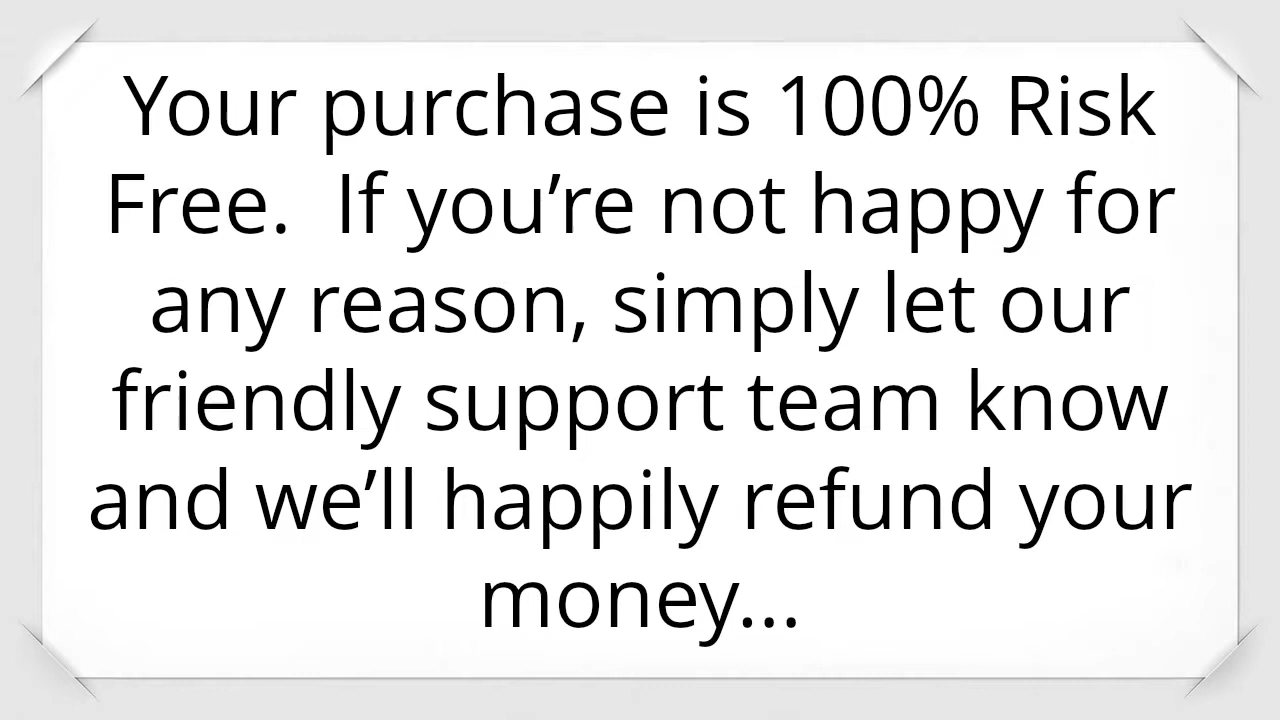 Your purchase is 100% Risk
Free.  If you’re not happy for
any reason, simply let our
friendly support team know
and we’ll happily refund your
money...